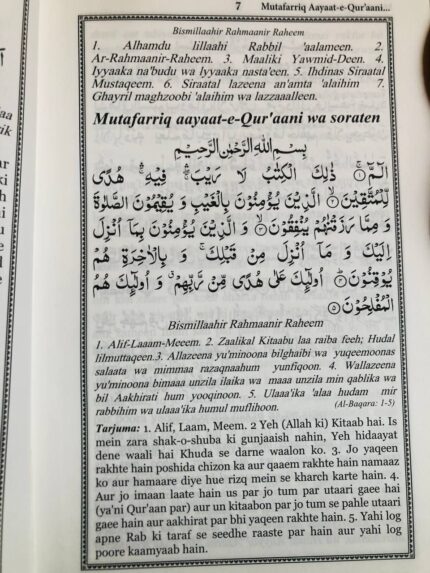 7 Mutafarriq Aayaat-e-Qur'aani...
Bismillaahir Rahmaanir Raheem
1. Alhamdu lillaahi Rabbil 'aalameen. 2.
Ar-Rahmaanir-Raheem. 3. Maaliki Yawmid-Deen. 4.
Iyyaaka na'budu wa Iyyaaka nasta'een. 5. Ihdinas Siraatal
Mustaqeem. 6. Siraatal lazeena an'amta 'alaihim 7.
Ghayril maghzoobi 'alaihim wa lazzaaalleen.
Mutafarriq aayaat-e-Qur'aani wa soraten
بِسْمِ اللهِ الرَّحْمٰنِ الرَّحِيْمِ
الٓمّٓ ۝١ ذٰلِكَ الْكِتٰبُ لَا رَيْبَ ۛ فِيْهِ ۛ هُدًى
لِّلْمُتَّقِيْنَ ۝٢ الَّذِيْنَ يُؤْمِنُوْنَ بِالْغَيْبِ وَ يُقِيْمُوْنَ الصَّلٰوةَ
وَ مِمَّا رَزَقْنٰهُمْ يُنْفِقُوْنَ ۝٣ وَ الَّذِيْنَ يُؤْمِنُوْنَ بِمَاۤ اُنْزِلَ
اِلَيْكَ وَ مَاۤ اُنْزِلَ مِنْ قَبْلِكَ ۚ وَ بِالْاٰخِرَةِ هُمْ
يُوْقِنُوْنَ ۝٤ اُولٰٓئِكَ عَلٰى هُدًى مِّنْ رَّبِّهِمْ ۗ وَ اُولٰٓئِكَ هُمُ
الْمُفْلِحُوْنَ ۝٥
Bismillaahir Rahmaanir Raheem
1. Alif-Laaam-Meeem. 2. Zaalikal Kitaabu laa raiba feeh; Hudal
lilmuttaqeen.3. Allazeena yu'minoona bilghaibi wa yuqeemoonas
salaata wa mimmaa razaqnaahum yunfiqoon. 4. Wallazeena
yu'minoona bimaaa unzila ilaika wa maaa unzila min qablika wa
bil Aakhirati hum yooqinoon. 5. Ulaaa'ika 'alaa hudam mir
rabbihim wa ulaaa'ika humul muflihoon. (Al-Baqara: 1-5)
Tarjuma: 1. Alif, Laam, Meem. 2 Yeh (Allah ki) Kitaab hai. Is
mein zara shak-o-shuba ki gunjaaish nahin, Yeh hidaayat
dene waali hai Khuda se darne waalon ko. 3. Jo yaqeen
rakhte hain poshida chizon ka aur qaaem rakhte hain namaaz
ko aur hamaare diye hue rizq mein se kharch karte hain. 4.
Aur jo imaan laate hain us par jo tum par utaari gaee hai
(ya'ni Qur'aan par) aur un kitaabon par jo tum se pahle utaari
gaee hain aur aakhirat par bhi yaqeen rakhte hain. 5. Yahi log
apne Rab ki taraf se seedhe raaste par hain aur yahi log
poore kaamyaab hain.